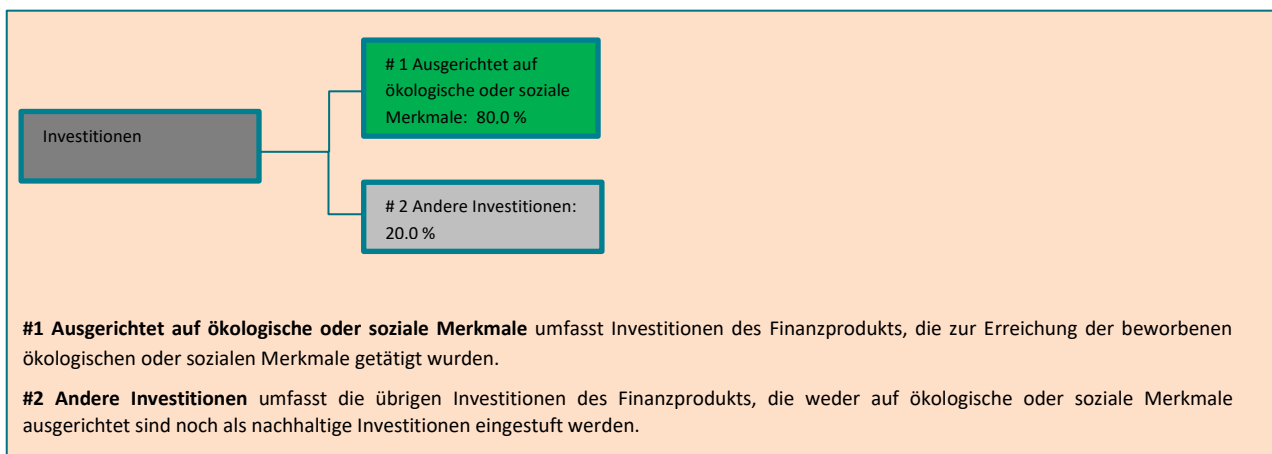 # 1 Ausgerichtet auf
ökologische oder soziale
Merkmale: 80,0 %
Investitionen
# 2 Andere Investitionen:
20.0 %
#1 Ausgerichtet auf ökologische oder soziale Merkmale umfasst Investitionen des Finanzprodukts, die zur Erreichung der beworbenen
ökologischen oder sozialen Merkmale getätigt wurden.
#2 Andere Investitionen umfasst die übrigen Investitionen des Finanzprodukts, die weder auf ökologische oder soziale Merkmale
ausgerichtet sind noch als nachhaltige Investitionen eingestuft werden.